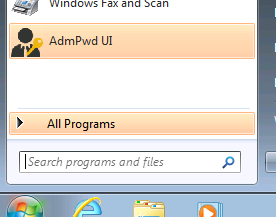 Windows Fax and Scan
AdmPwd UI
All Programs
Search programs and files